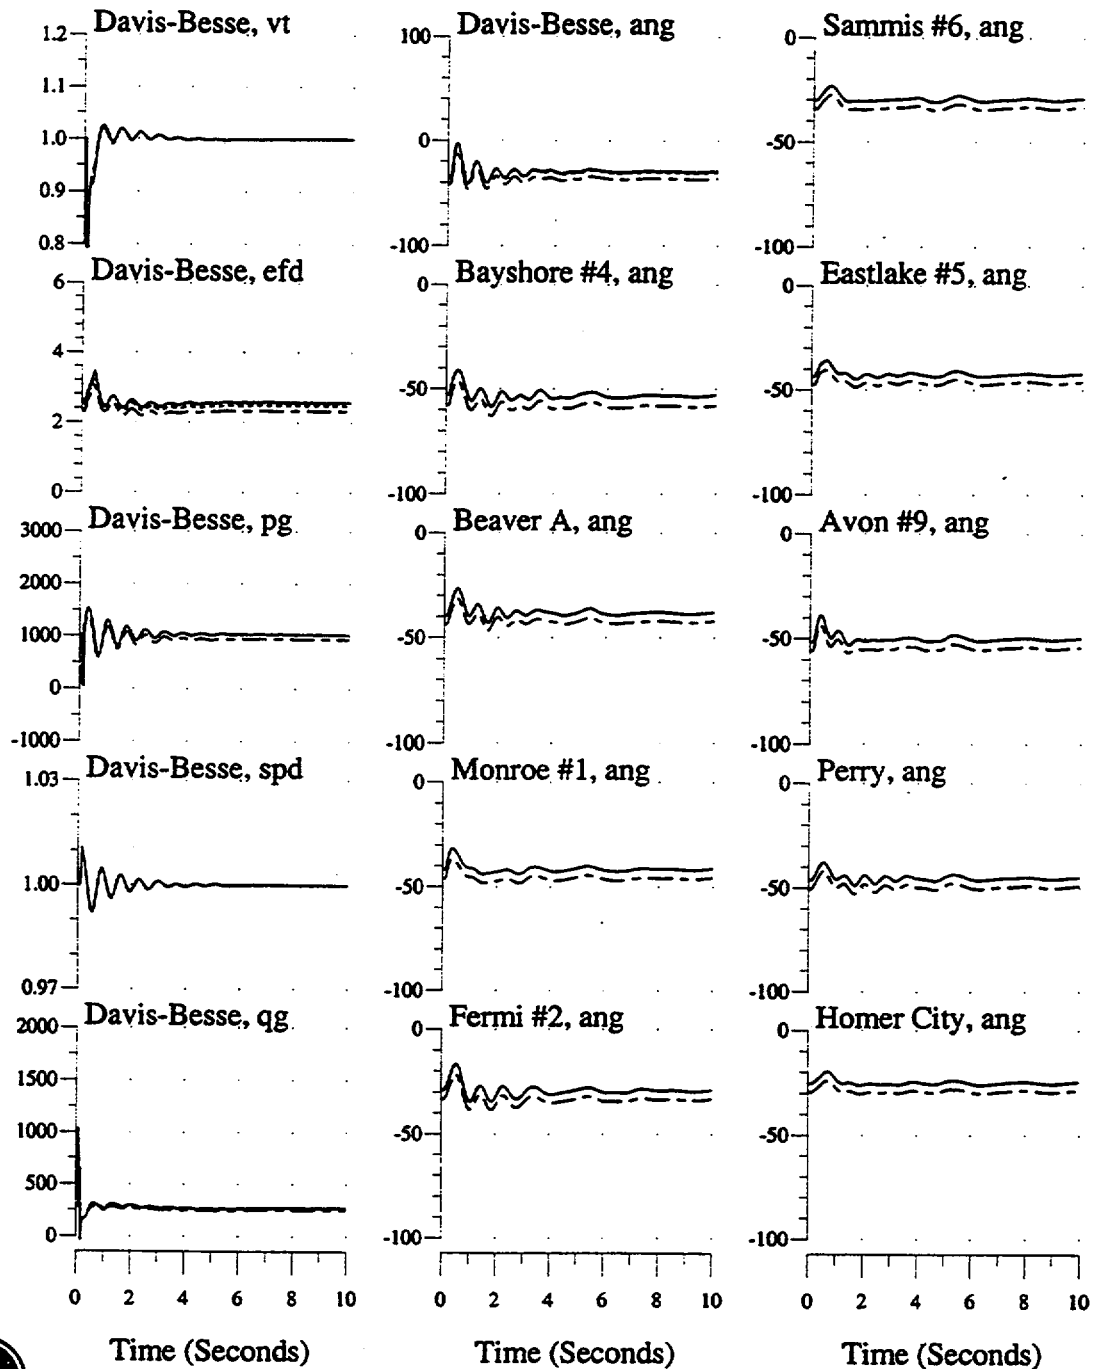 Davis-Besse, vt
1.2
1.1
1.0
0.9
0.8
Davis-Besse, efd
6
4
2
0
Davis-Besse, pg
3000
2000
1000
0
-1000
Davis-Besse, spd
1.03
1.00
0.97
Davis-Besse, qg
2000
1500
1000
500
0
0 2 4 6 8 10
Time (Seconds)
Davis-Besse, ang
100
0
-100
Bayshore #4, ang
0
-50
-100
Beaver A, ang
0
-50
-100
Monroe #1, ang
0
-50
-100
Fermi #2, ang
0
-50
-100
0 2 4 6 8 10
Time (Seconds)
Sammis #6, ang
0
-50
-100
Eastlake #5, ang
0
-50
-100
Avon #9, ang
0
-50
-100
Perry, ang
0
-50
-100
Homer City, ang
0
-50
-100
0 2 4 6 8 10
Time (Seconds)